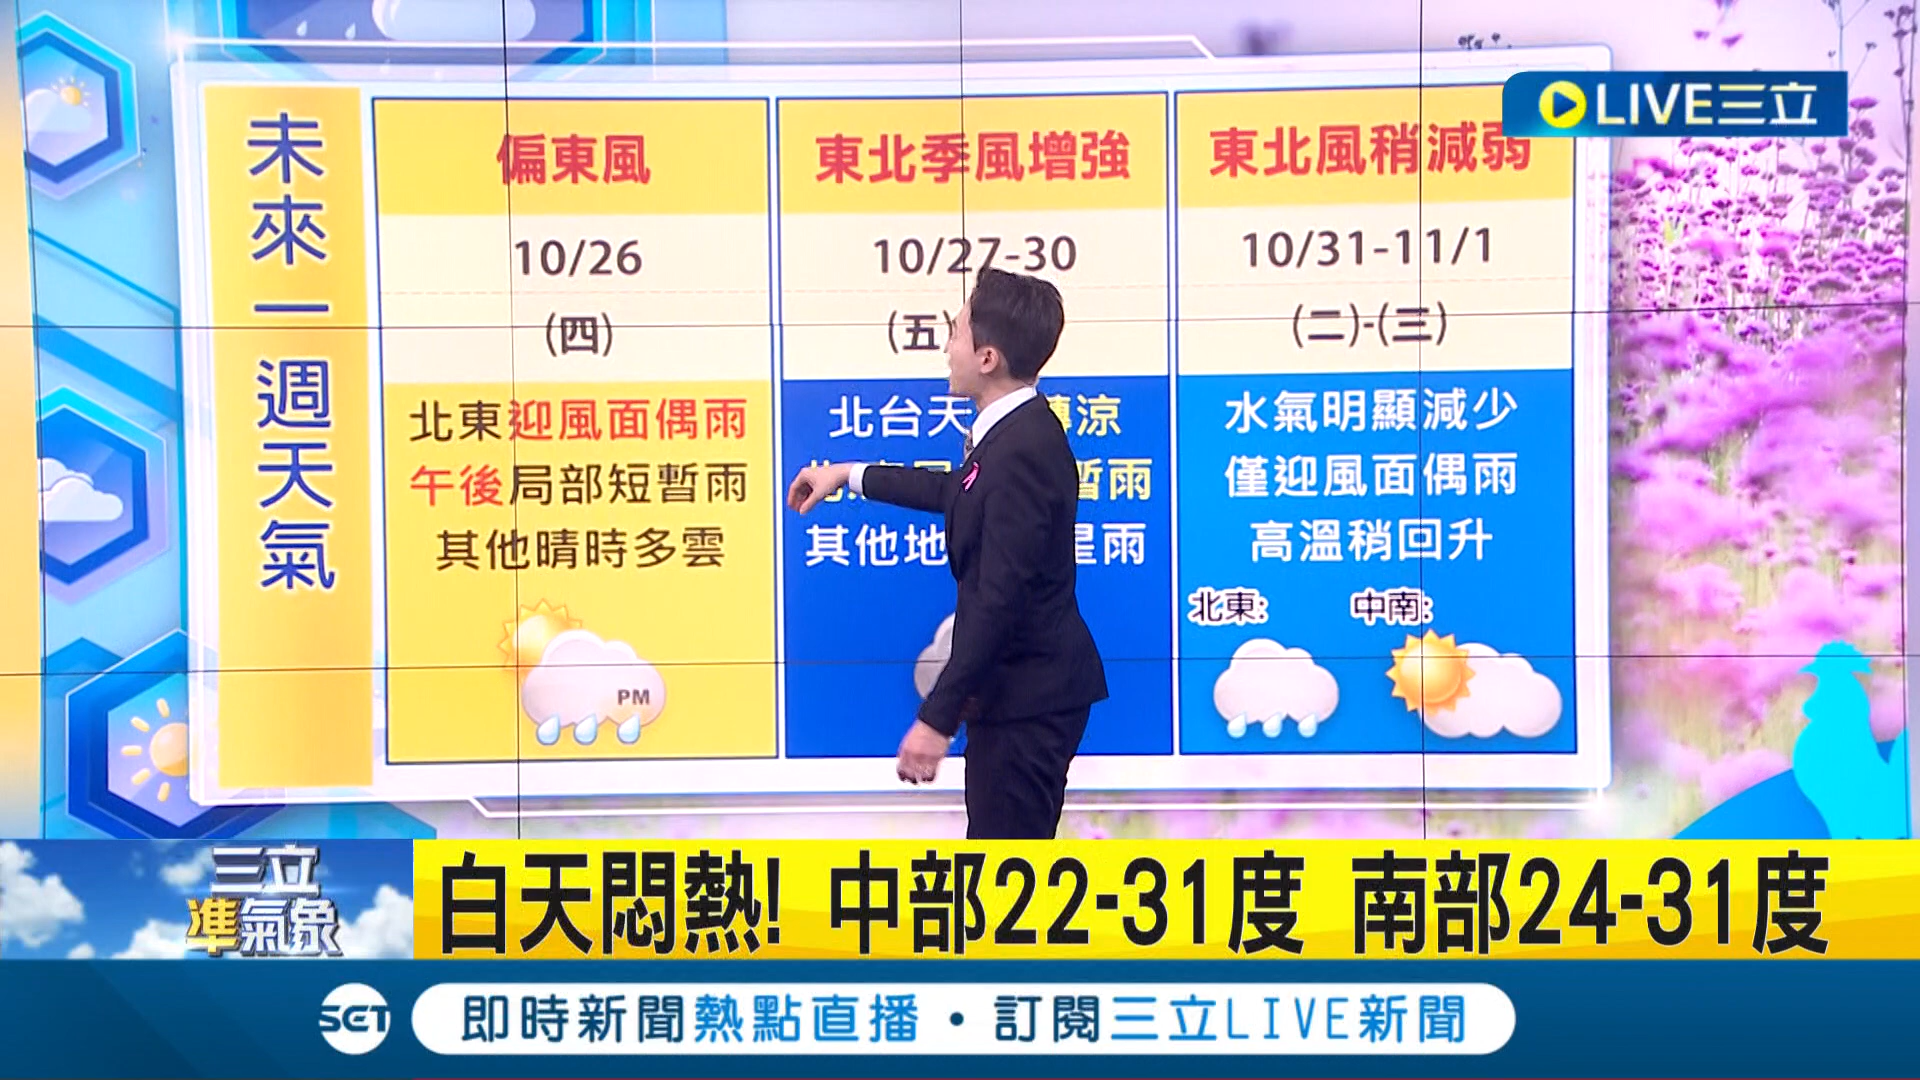 LIVE三立
未來一週天氣
偏東風
10/26
(四)
北東迎風面偶雨
午後局部短暫雨
其他晴時多雲
PM
東北季風增強
10/27-30
(五)
北台天 轉涼
暫雨
其他地 星雨
東北風稍減弱
10/31-11/1
(二)-(三)
水氣明顯減少
僅迎風面偶雨
高溫稍回升
北東:
中南:
三立
準氣象
白天悶熱! 中部22-31度 南部24-31度
SET
即時新聞熱點直播•訂閱三立LIVE新聞